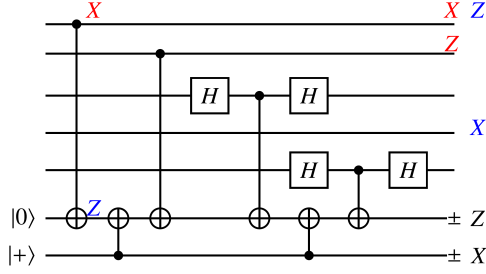 X X Z
Z
H H
X
H H
|0⟩ Z ± Z
|+⟩ ± X